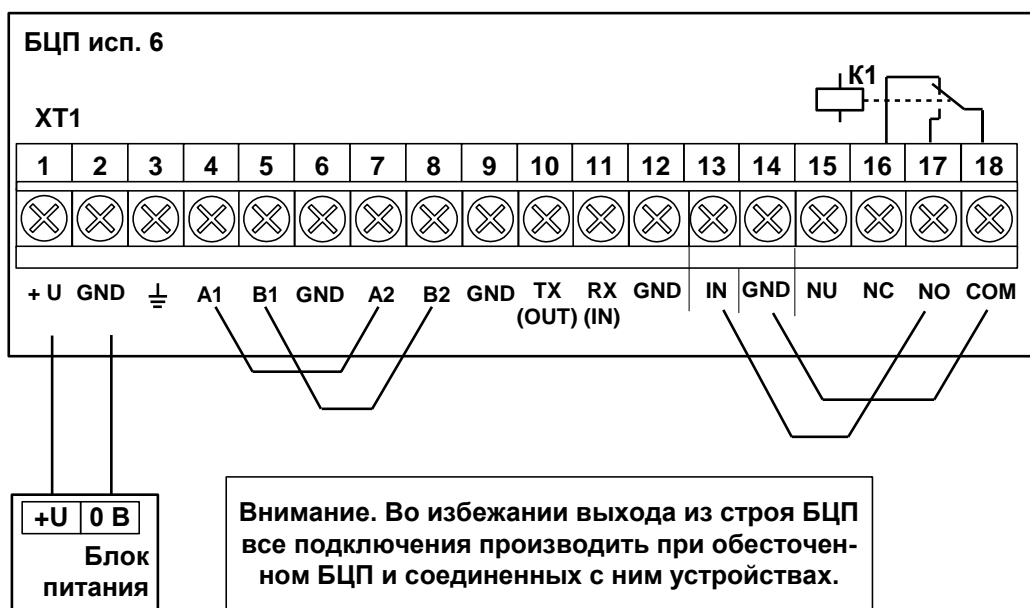 БЦП исп. 6
К1
ХТ1
1 2 3 4 5 6 7 8 9 10 11 12 13 14 15 16 17 18
+ U GND A1 B1 GND A2 B2 GND TX RX GND IN GND NU NC NO COM
(OUT) (IN)
+U 0 В
Блок
питания
Внимание. Во избежании выхода из строя БЦП
все подключения производить при обесточен-
ном БЦП и соединенных с ним устройствах.